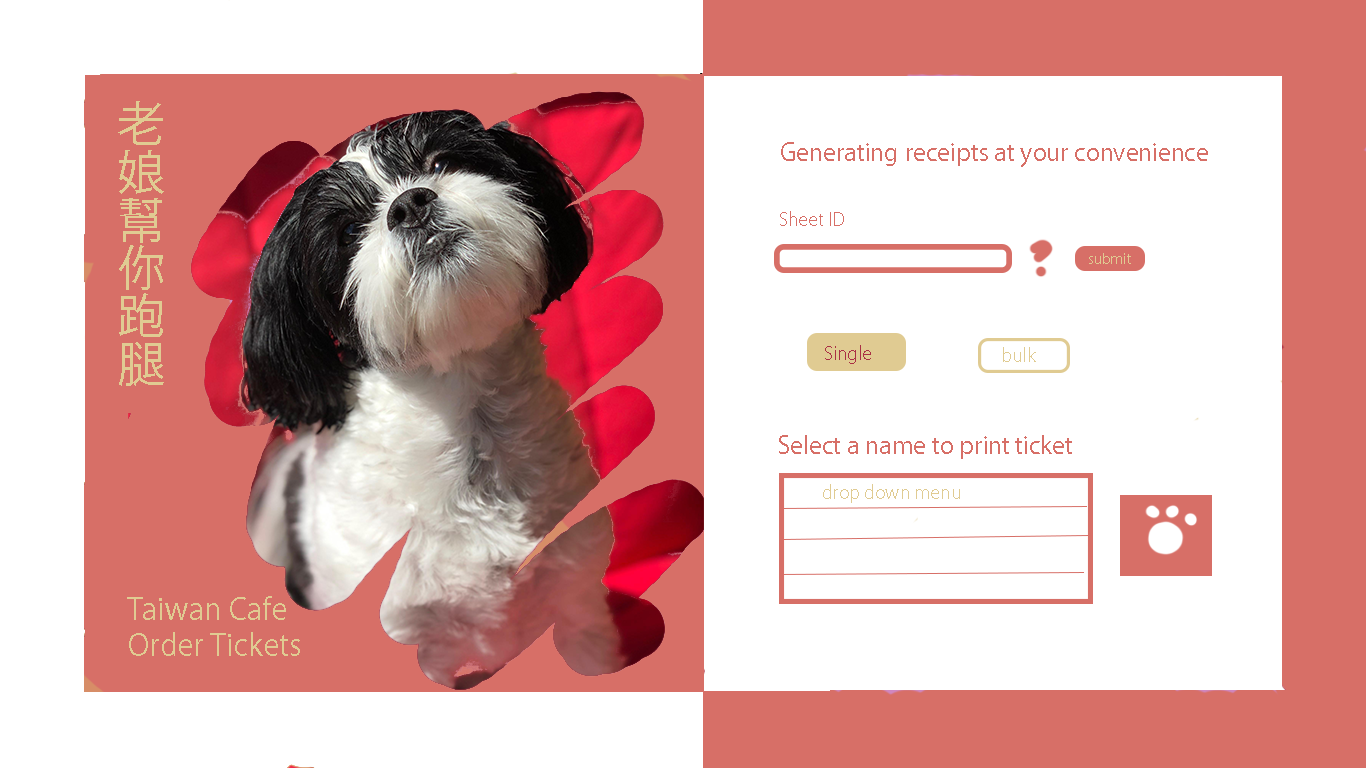 老娘幫你跑腿
Taiwan Cafe
Order Tickets
Generating receipts at your convenience
Sheet ID
?
submit
Single
bulk
Select a name to print ticket
drop down menu